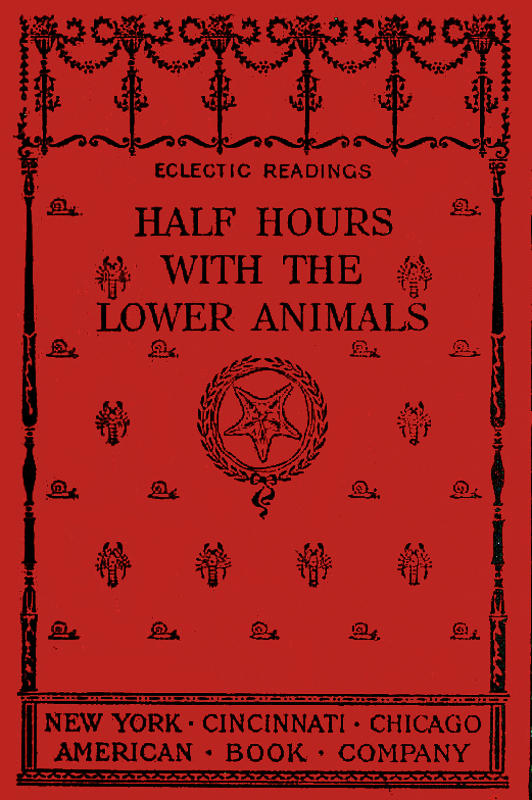 ECLECTIC READINGS
HALF HOURS
WITH THE
LOWER ANIMALS
NEW YORK · CINCINNATI · CHICAGO
AMERICAN · BOOK · COMPANY